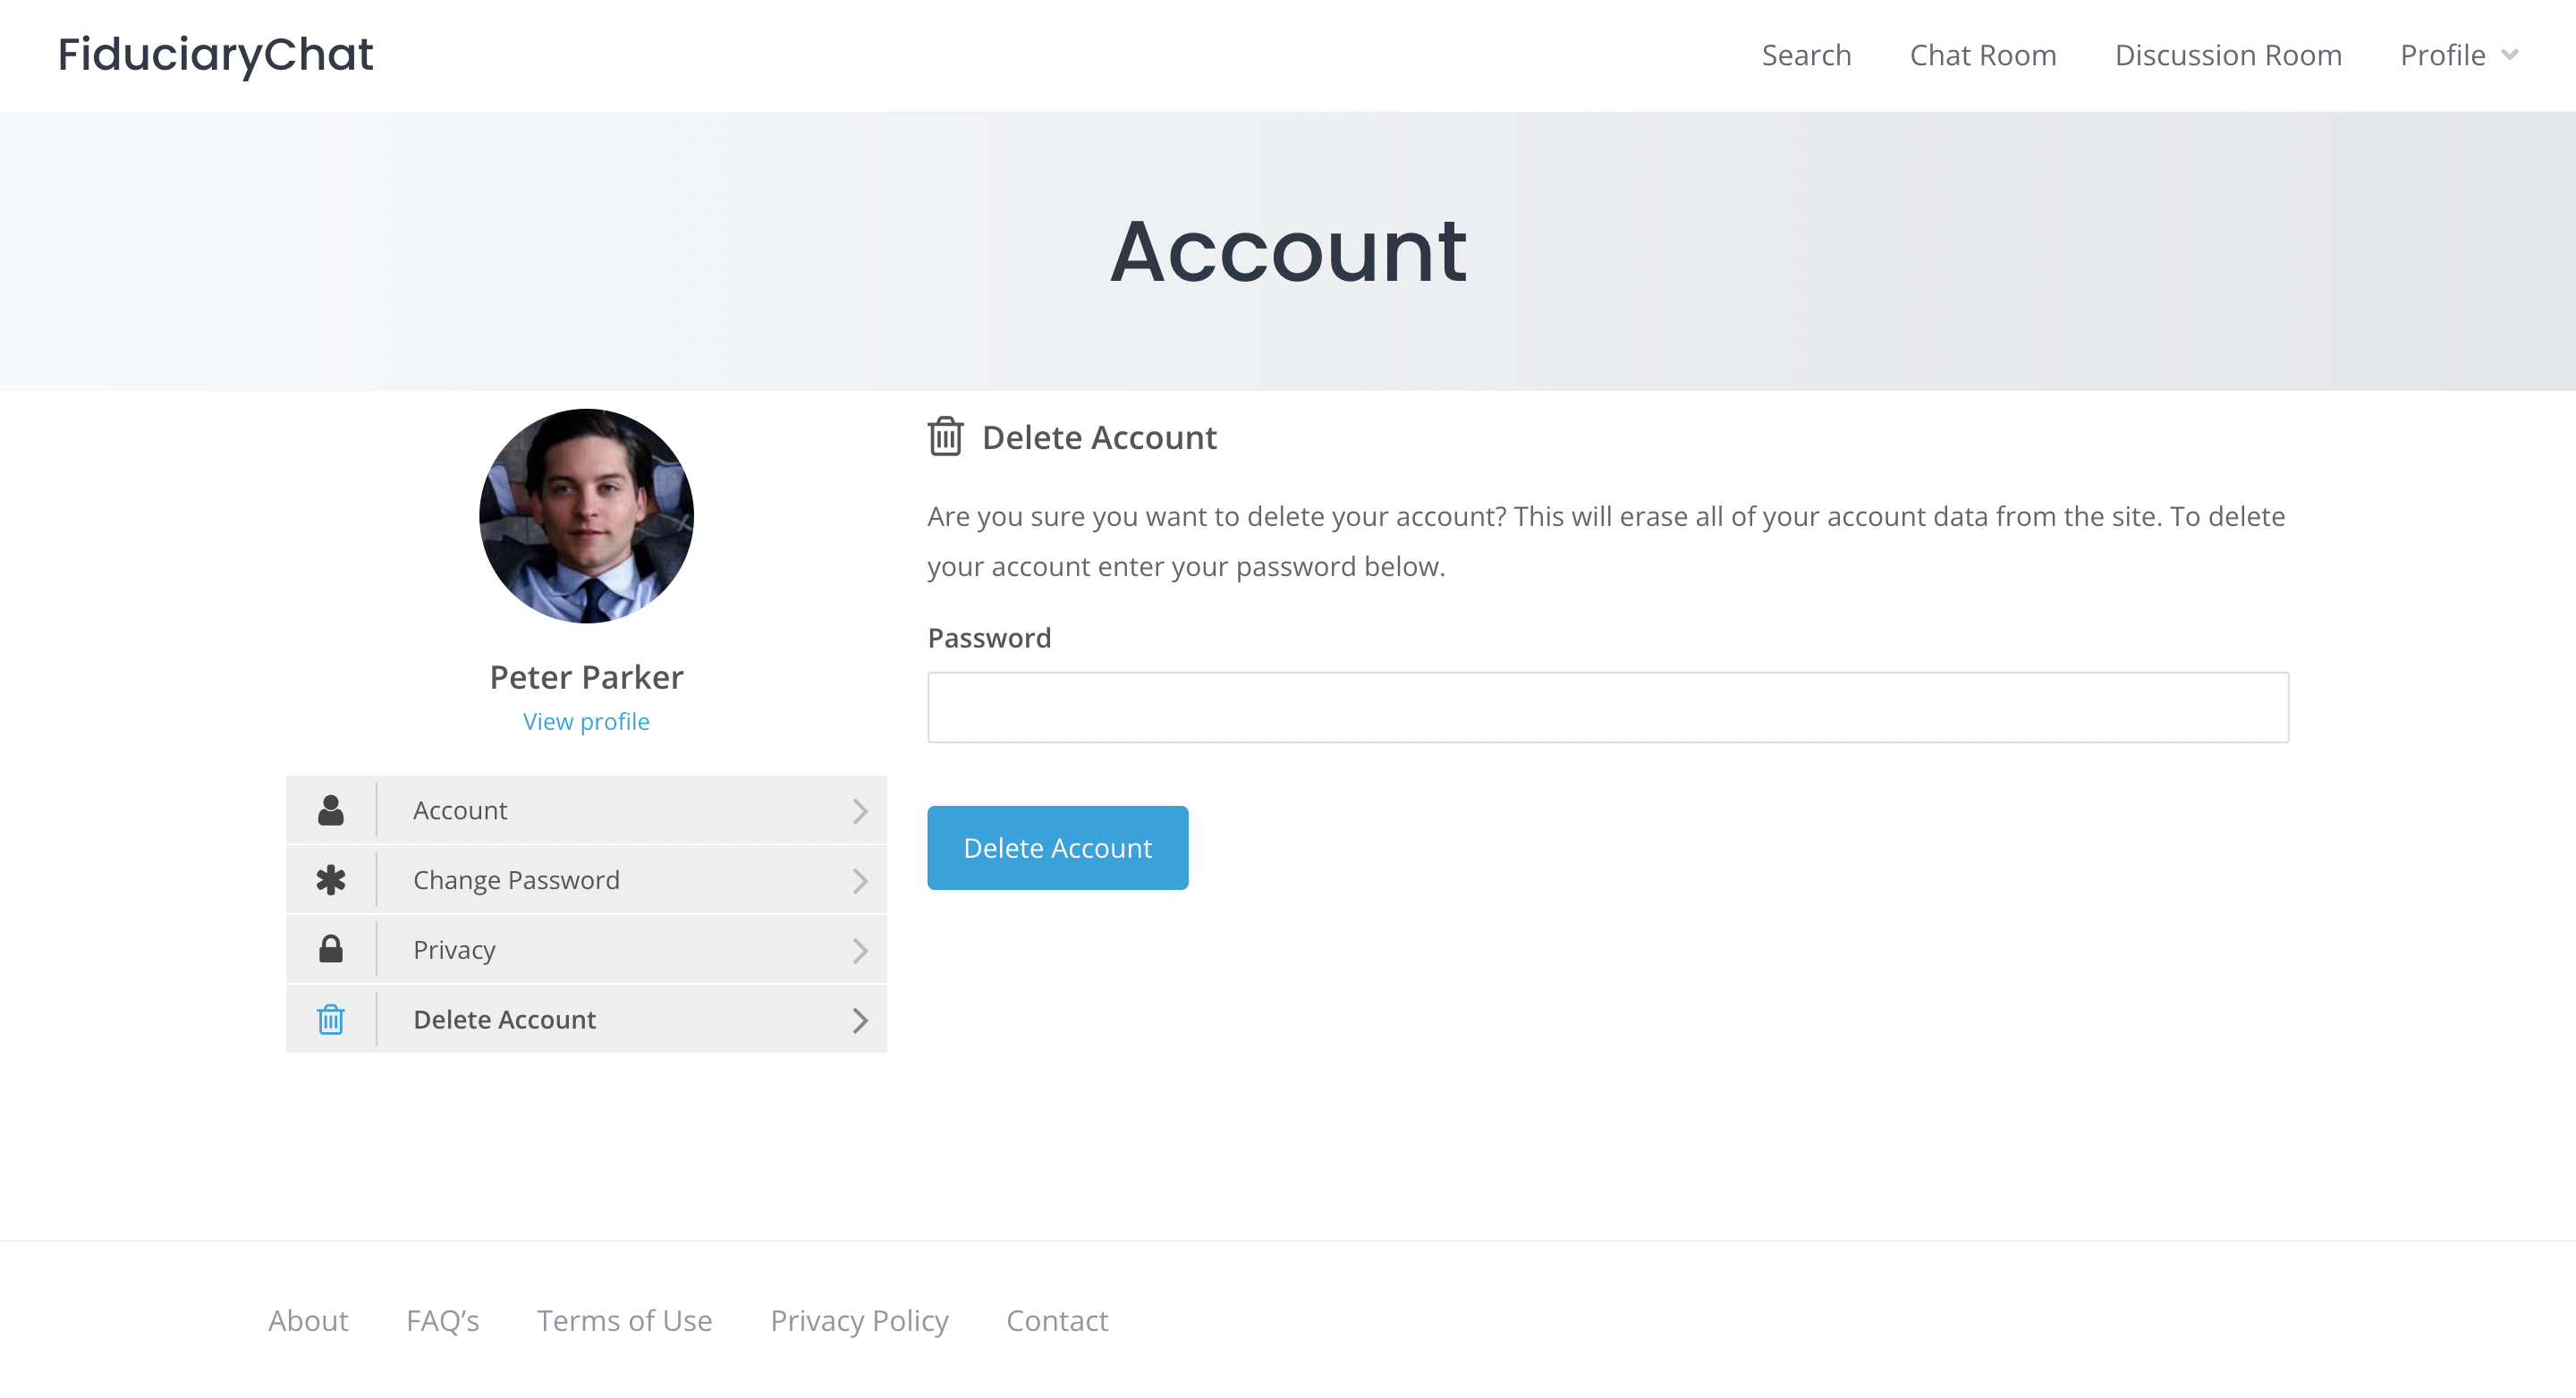 FiduciaryChat
Search
Chat Room
Discussion Room
Profile
Account
Peter Parker
View profile
Account
Change Password
Privacy
Delete Account
Delete Account
Are you sure you want to delete your account? This will erase all of your account data from the site. To delete
your account enter your password below.
Password
Delete Account
About
FAQ’s
Terms of Use
Privacy Policy
Contact